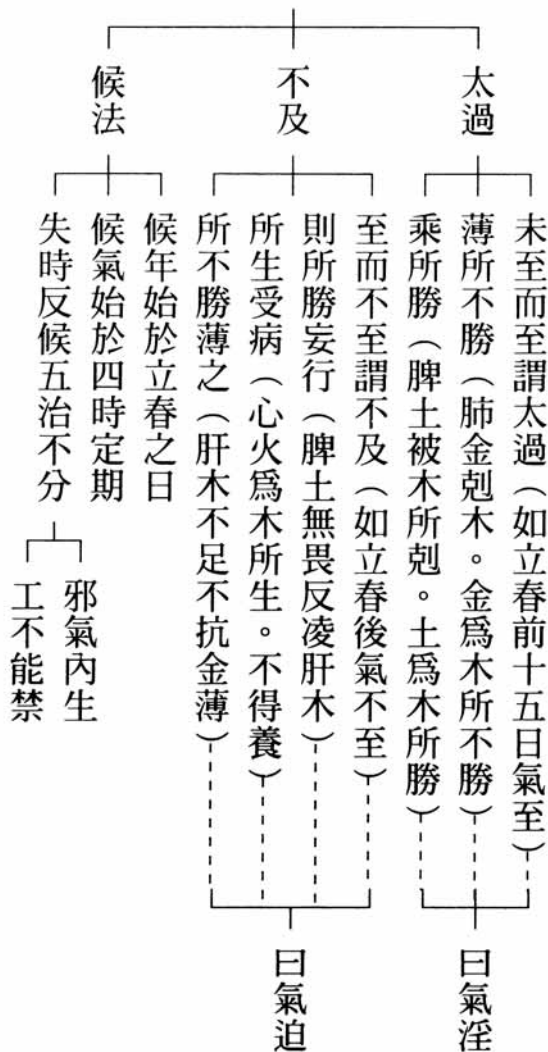 太過
未至而至謂太過（如立春前十五日氣至）
薄所不勝（肺金剋木。金爲木所不勝）
乘所勝（脾土被木所剋。土爲木所勝）
曰氣淫
不及
至而不至謂不及（如立春後氣不至）
則所勝妄行（脾土無畏反凌肝木）
所生受病（心火爲木所生。不得養）
所不勝薄之（肝木不足不抗金薄）
曰氣迫
候法
候年始於立春之日
候氣始於四時定期
失時反候五治不分
邪氣內生
工不能禁